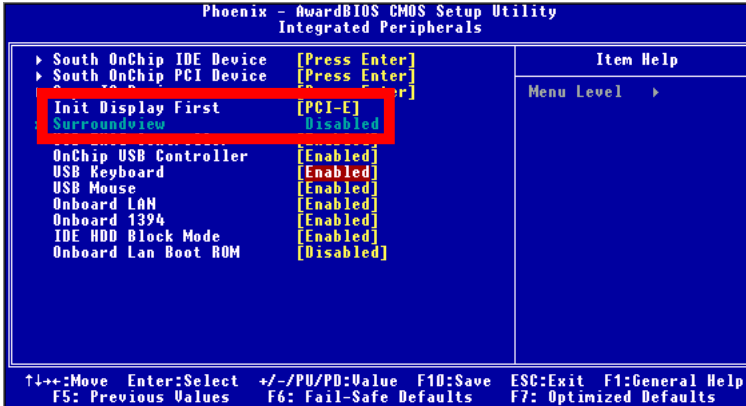 Phoenix - AwardBIOS CMOS Setup Utility
Integrated Peripherals
▸ South OnChip IDE Device [Press Enter]
▸ South OnChip PCI Device [Press Enter]
Init Display First [PCI-E]
Surroundview Disabled
OnChip USB Controller [Enabled]
USB Keyboard [Enabled]
USB Mouse [Enabled]
Onboard LAN [Enabled]
Onboard 1394 [Enabled]
IDE HDD Block Mode [Enabled]
Onboard Lan Boot ROM [Disabled]
Item Help
Menu Level ▸
↑↓→←:Move Enter:Select +/-/PU/PD:Value F10:Save ESC:Exit F1:General Help
F5: Previous Values F6: Fail-Safe Defaults F7: Optimized Defaults